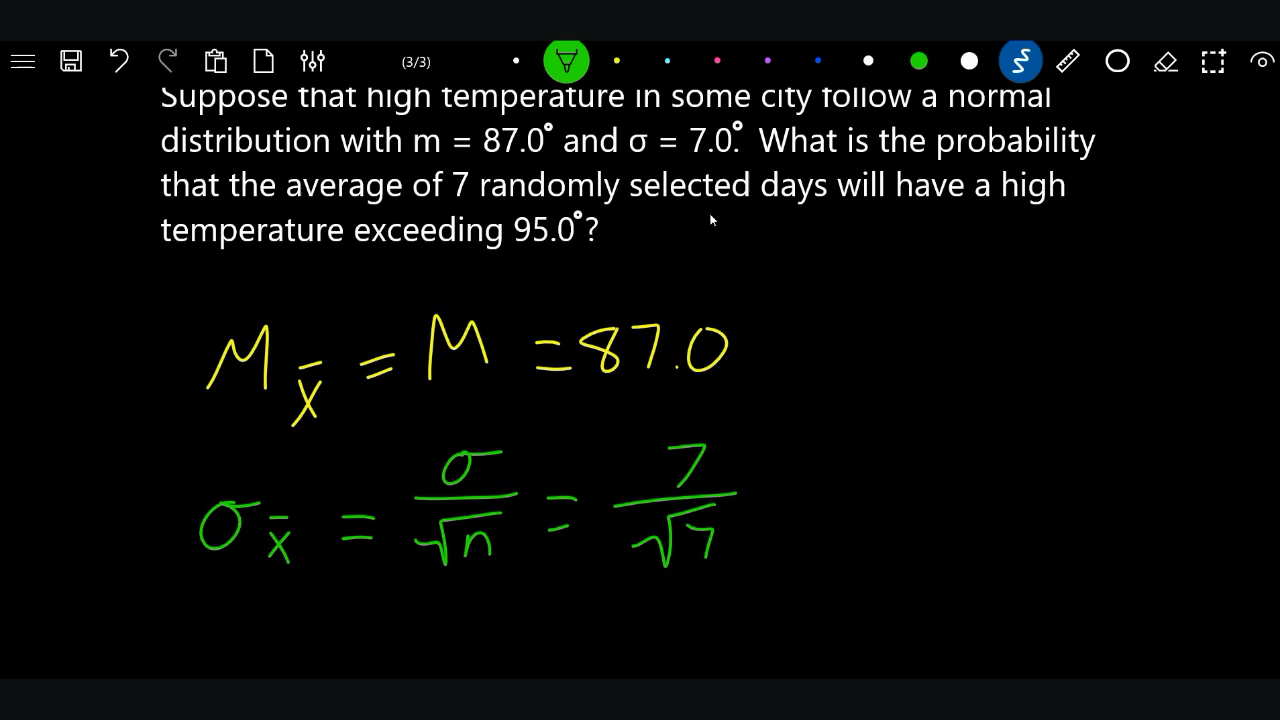 (3/3)
Suppose that high temperature in some city follow a normal
distribution with m = 87.0° and σ = 7.0°. What is the probability
that the average of 7 randomly selected days will have a high
temperature exceeding 95.0°?
M x̄ = M = 87.0
σ x̄ = σ/√n = 7/√7